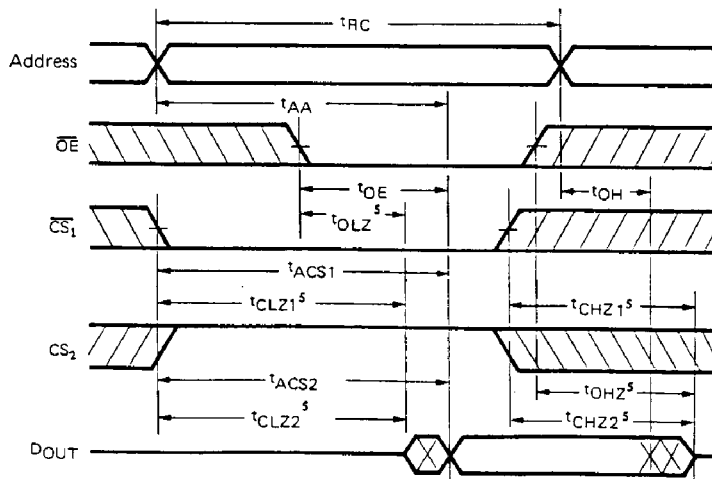 tRC
Address
tAA
OE
tOE
tOH
tOLZ5
CS1
tACS1
tCLZ15
tCHZ15
CS2
tACS2
tOHZ5
tCLZ25
tCHZ25
DOUT